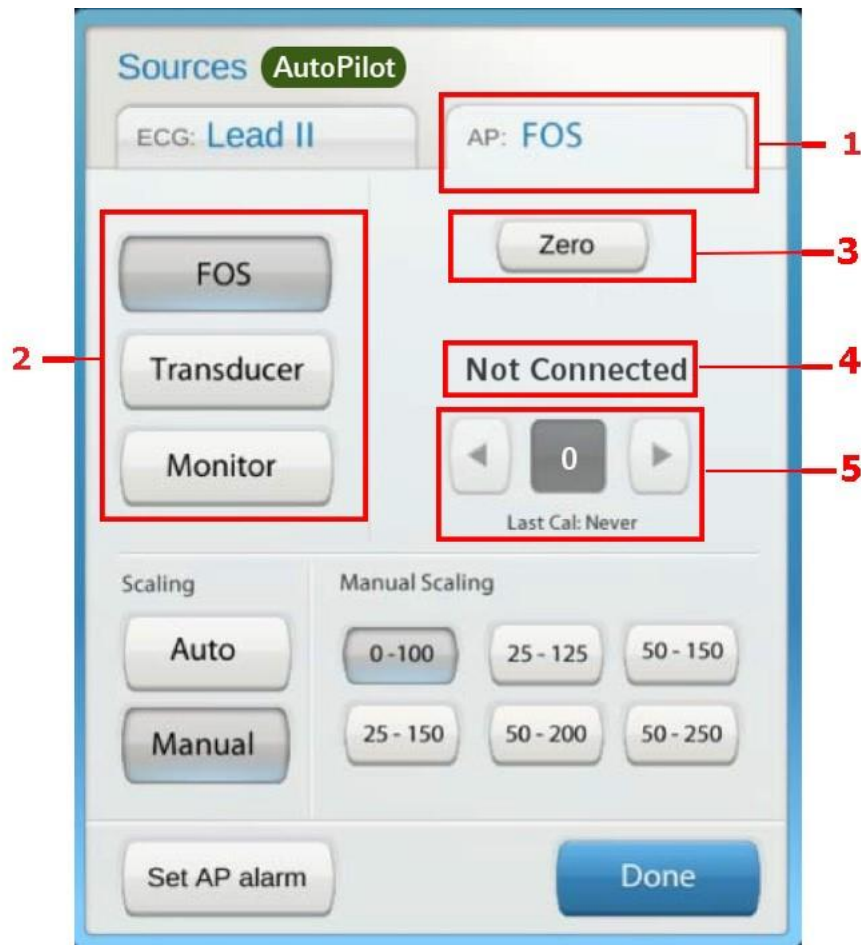 Sources AutoPilot
ECG: Lead II
AP: FOS
1
2
FOS
Transducer
Monitor
Zero
3
Not Connected
4
0
5
Last Cal: Never
Scaling
Auto
Manual
Manual Scaling
0 -100 25 - 125 50 - 150
25 - 150 50 - 200 50 - 250
Set AP alarm
Done